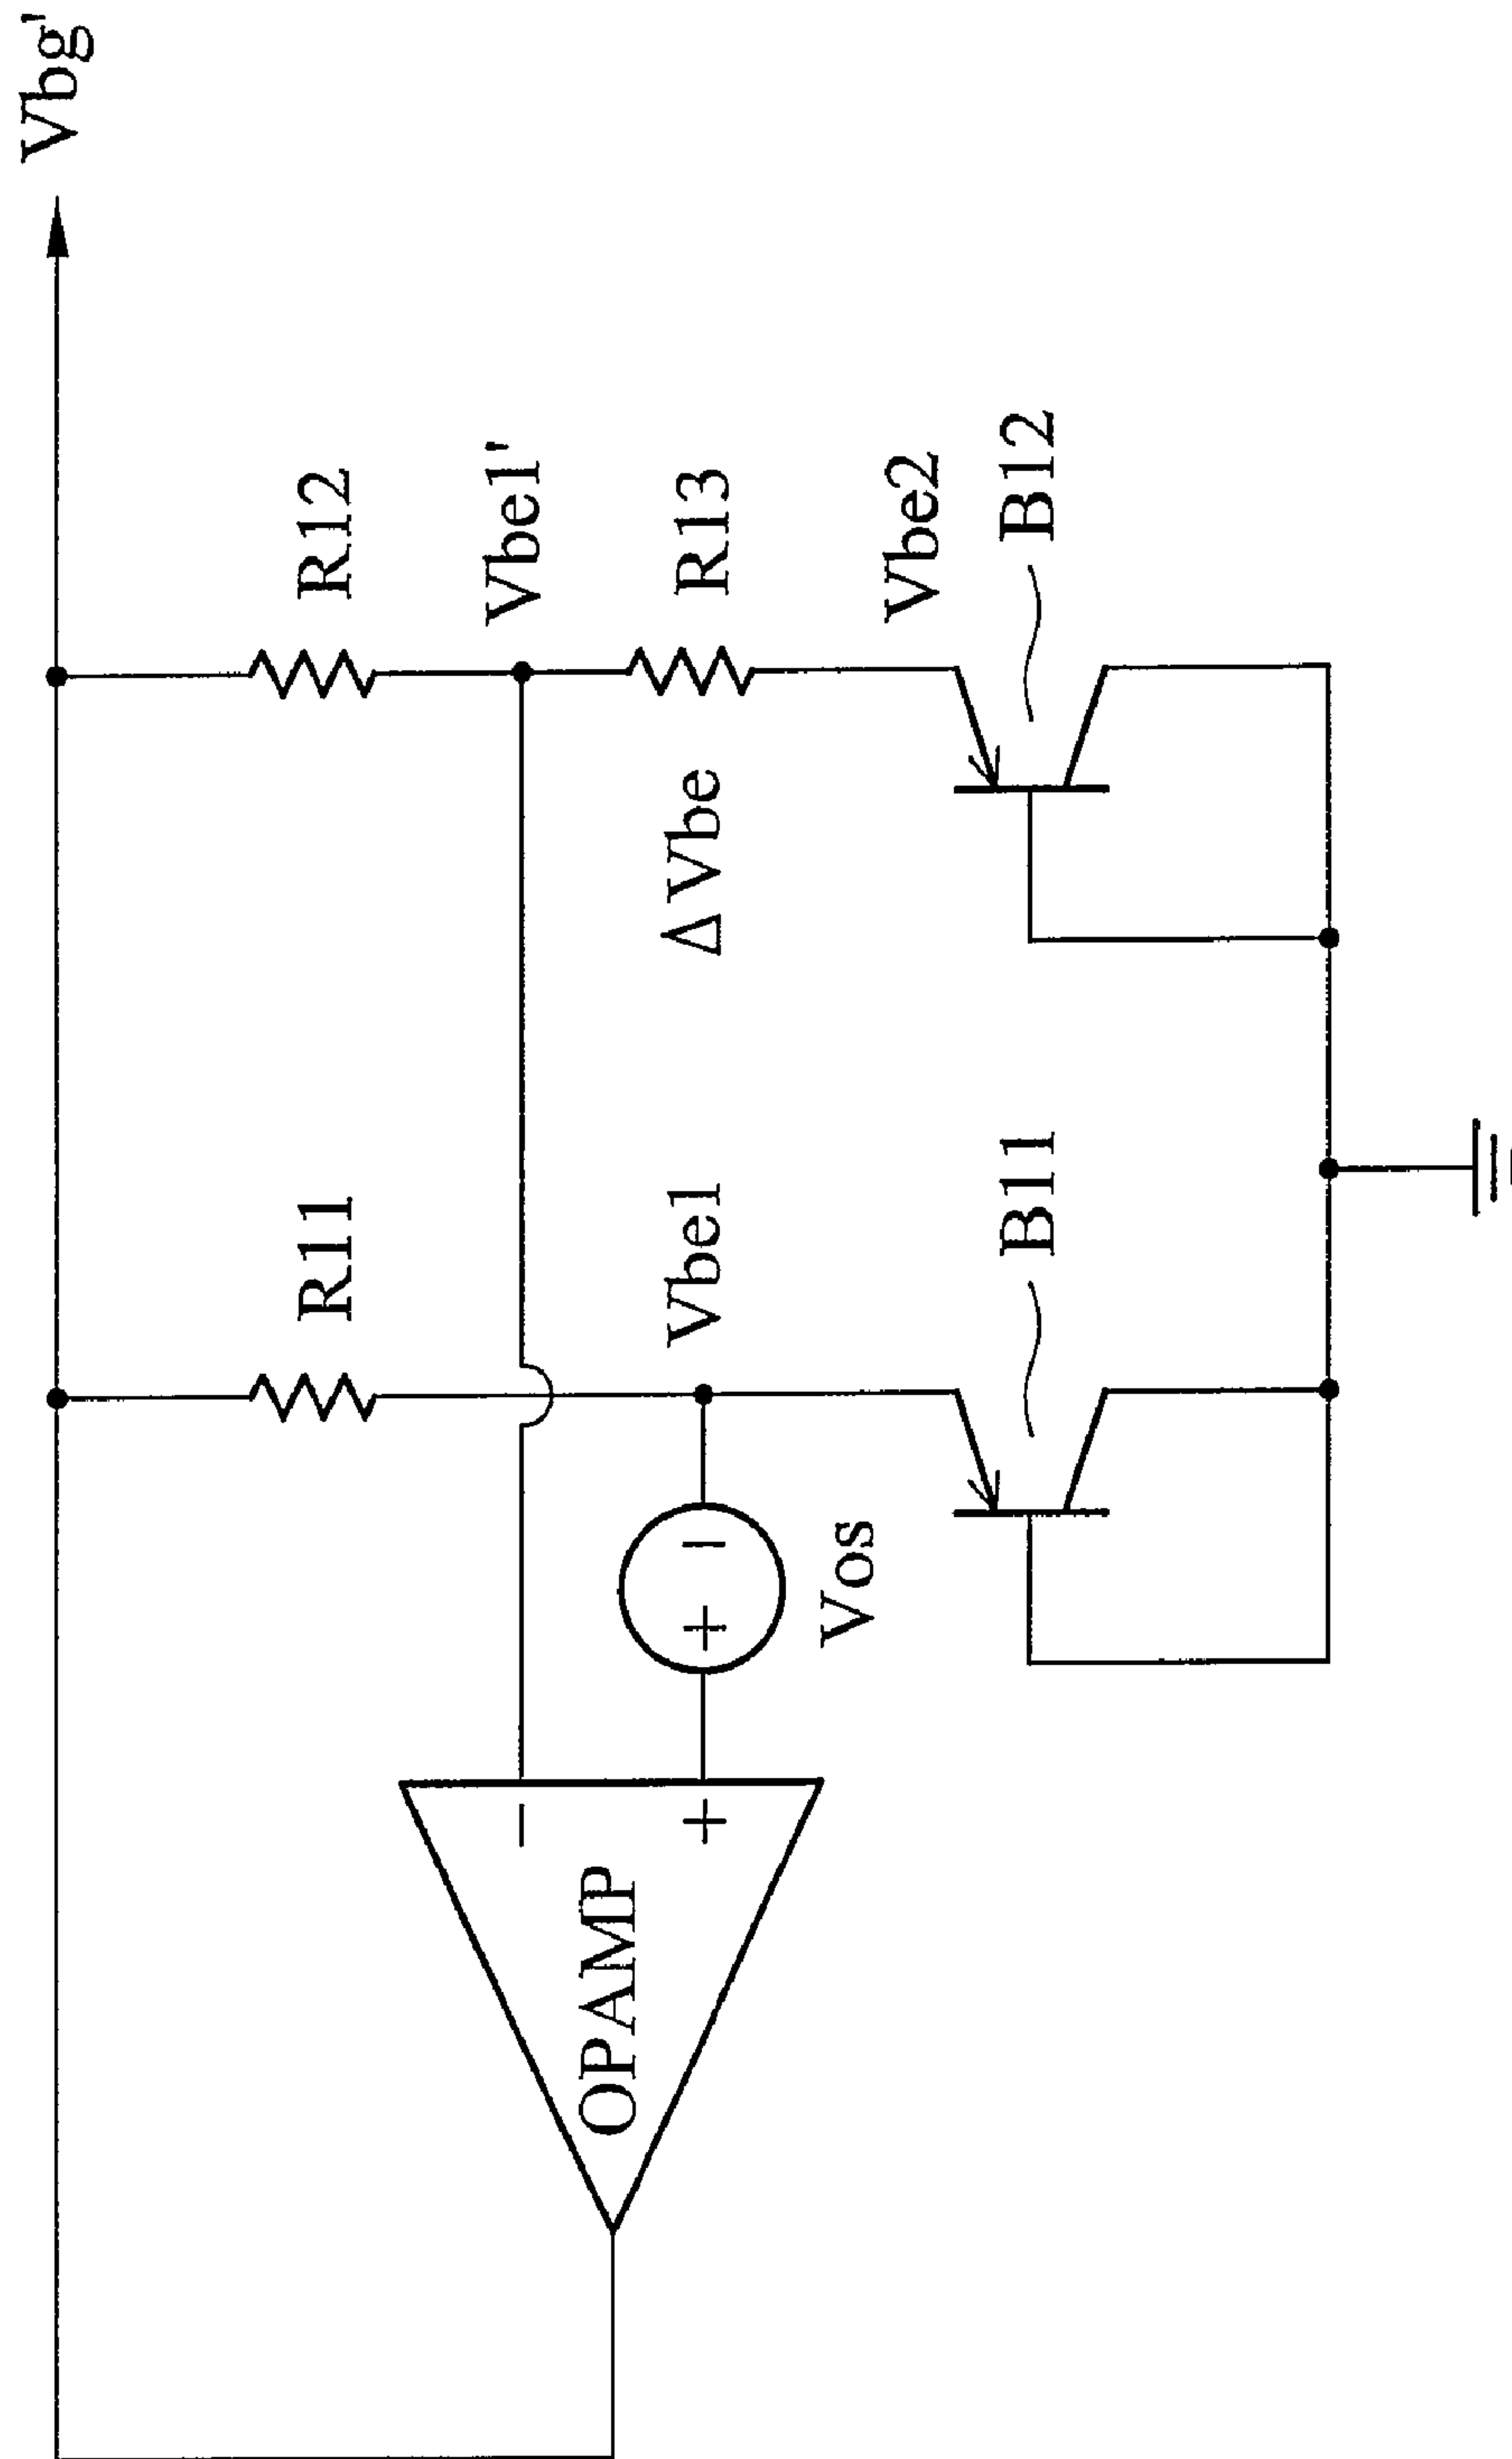 Vbg'
R11
R12
Vbe1'
OPAMP
−
+
+ −
Vos
Vbe1
ΔVbe
R13
Vbe2
B11
B12